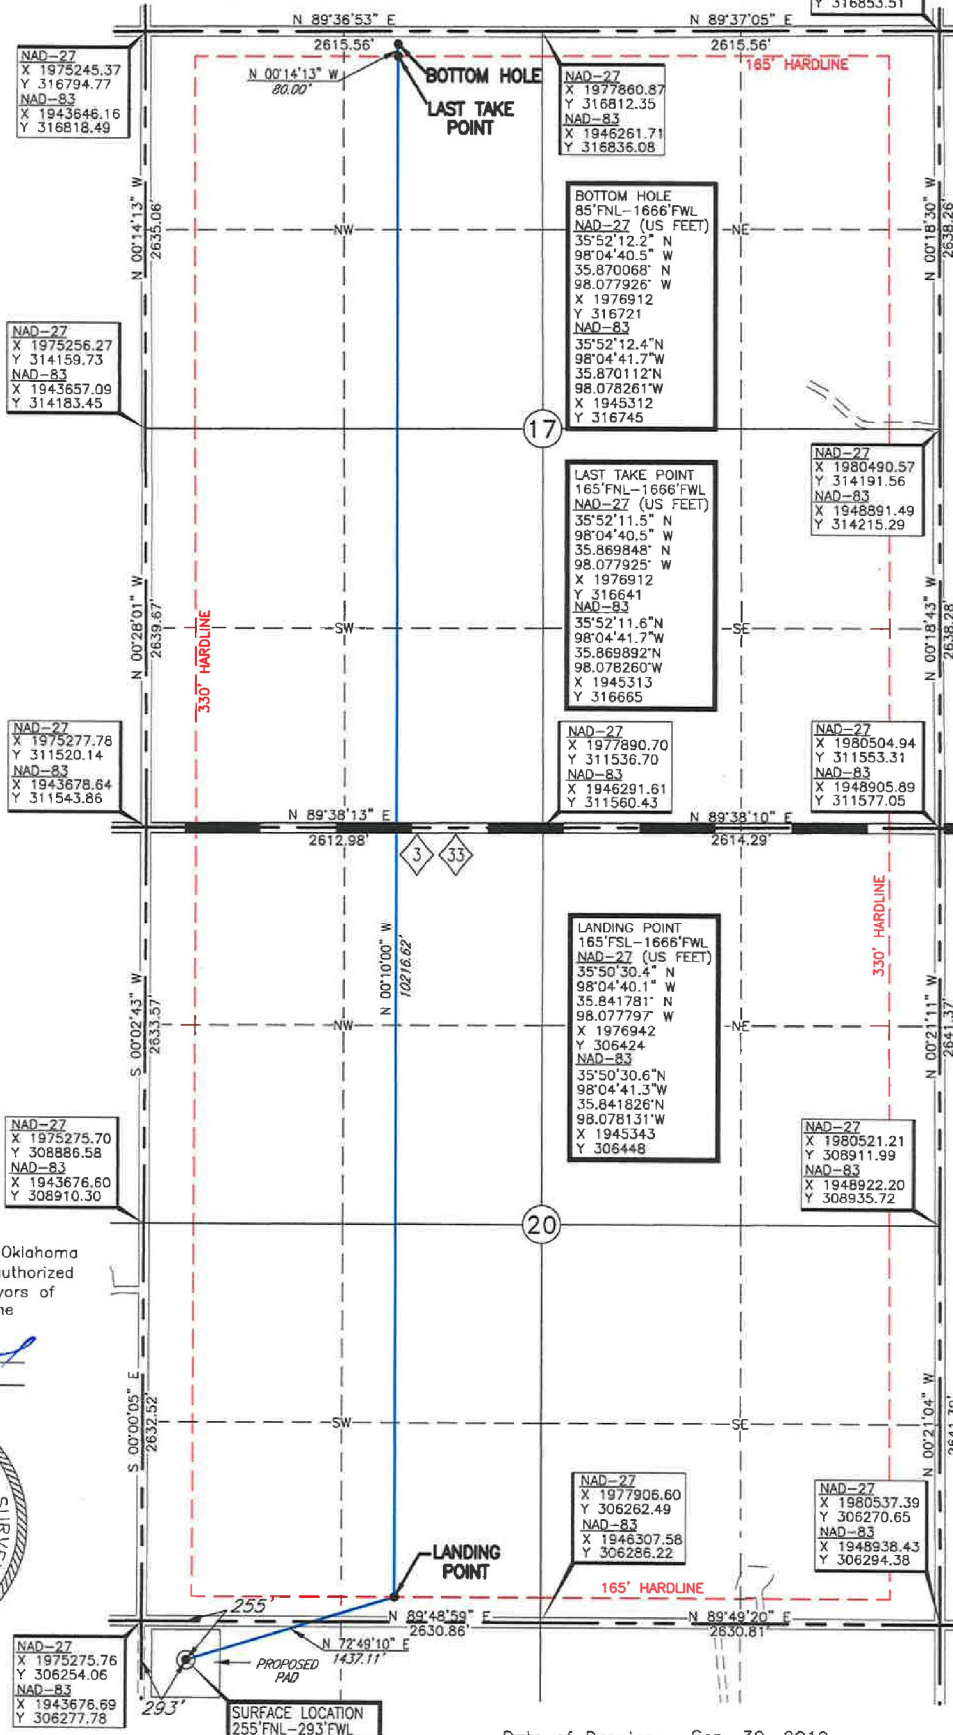 Y 316853.51
N 89°36'53" E
N 89°37'05" E
2615.56'
2615.56'
NAD-27
X 1975245.37
Y 316794.77
NAD-83
X 1943646.16
Y 316818.49
N 00°14'13" W
80.00'
BOTTOM HOLE
LAST TAKE
POINT
165' HARDLINE
NAD-27
X 1977860.87
Y 316812.35
NAD-83
X 1946261.71
Y 316836.08
N 00°14'13" W
2635.06'
NW
NE
N 00°18'30" W
2638.26'
BOTTOM HOLE
85'FNL-1666'FWL
NAD-27 (US FEET)
35°52'12.2" N
98°04'40.5" W
35.870068° N
98.077926° W
X 1976912
Y 316721
NAD-83
35°52'12.4"N
98°04'41.7"W
35.870112°N
98.078261°W
X 1945312
Y 316745
NAD-27
X 1975256.27
Y 314159.73
NAD-83
X 1943657.09
Y 314183.45
17
NAD-27
X 1980490.57
Y 314191.56
NAD-83
X 1948891.49
Y 314215.29
LAST TAKE POINT
165'FNL-1666'FWL
NAD-27 (US FEET)
35°52'11.5" N
98°04'40.5" W
35.869848° N
98.077925° W
X 1976912
Y 316641
NAD-83
35°52'11.6"N
98°04'41.7"W
35.869892°N
98.078260°W
X 1945313
Y 316665
N 00°28'01" W
2639.67'
330' HARDLINE
SW
SE
N 00°18'43" W
2638.28'
NAD-27
X 1975277.78
Y 311520.14
NAD-83
X 1943678.64
Y 311543.86
NAD-27
X 1977890.70
Y 311536.70
NAD-83
X 1946291.61
Y 311560.43
NAD-27
X 1980504.94
Y 311553.31
NAD-83
X 1948905.89
Y 311577.05
N 89°38'13" E
N 89°38'10" E
2612.98'
2614.29'
3
33
330' HARDLINE
LANDING POINT
165'FSL-1666'FWL
NAD-27 (US FEET)
35°50'30.4" N
98°04'40.1" W
35.841781° N
98.077797° W
X 1976942
Y 306424
NAD-83
35°50'30.6"N
98°04'41.3"W
35.841826°N
98.078131°W
X 1945343
Y 306448
N 00°10'00" W
10216.62'
S 00°02'43" W
2633.57'
NW
NE
N 00°21'11" W
2641.37'
NAD-27
X 1975275.70
Y 308886.58
NAD-83
X 1943676.60
Y 308910.30
NAD-27
X 1980521.21
Y 308911.99
NAD-83
X 1948922.20
Y 308935.72
20
Oklahoma
uthorized
yors of
ne
S 00°00'05" E
2632.52'
SW
SE
N 00°21'04" W
SURVE
NAD-27
X 1977906.60
Y 306262.49
NAD-83
X 1946307.58
Y 306286.22
NAD-27
X 1980537.39
Y 306270.65
NAD-83
X 1948938.43
Y 306294.38
LANDING
POINT
165' HARDLINE
255'
N 89°48'59" E
N 89°49'20" E
2630.86'
2630.81'
N 72°49'10" E
1437.11'
PROPOSED
PAD
NAD-27
X 1975275.76
Y 306254.06
NAD-83
X 1943676.69
Y 306277.78
293'
SURFACE LOCATION
255'FNL-293'FWL